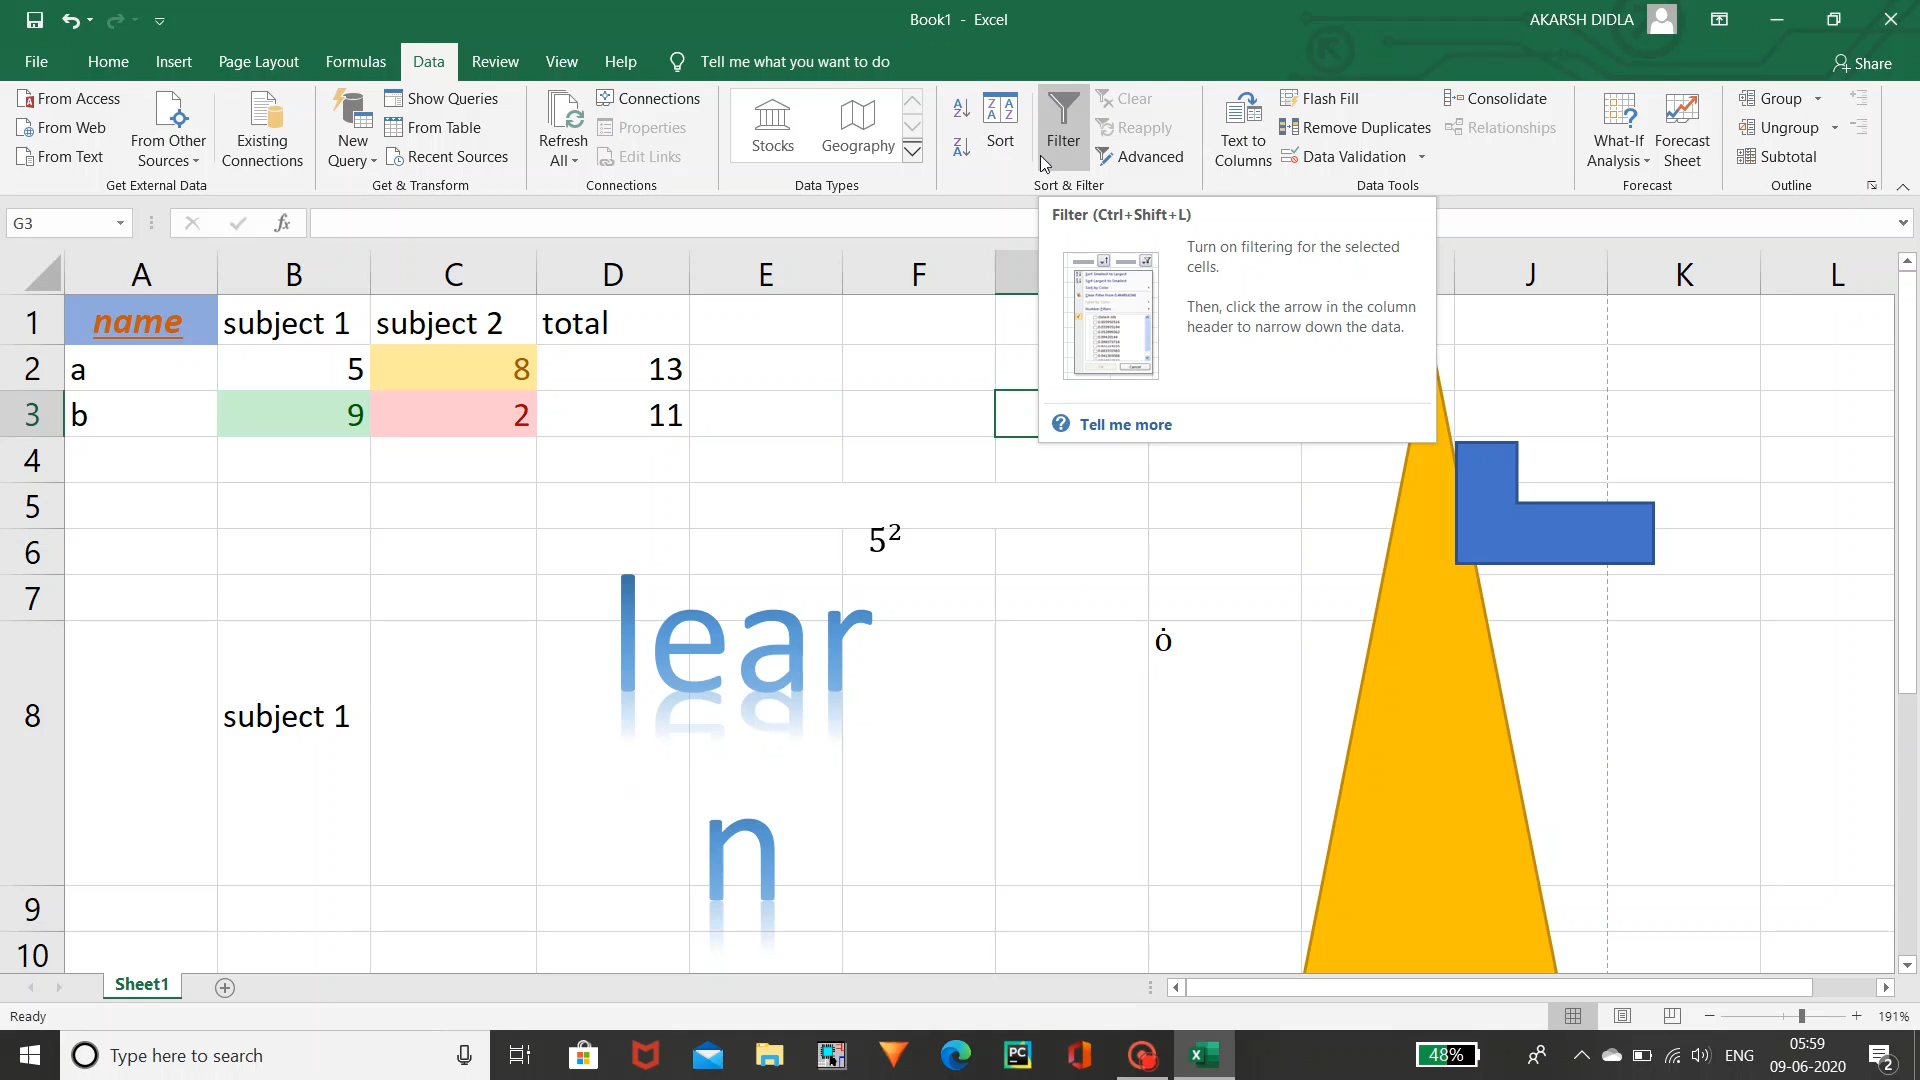 Book1 - Excel
AKARSH DIDLA
File Home Insert Page Layout Formulas Data Review View Help Tell me what you want to do
Share
From Access
From Web
From Text
From Other Sources
Existing Connections
Get External Data
New Query
Show Queries
From Table
Recent Sources
Get & Transform
Refresh All
Connections
Properties
Edit Links
Connections
Stocks
Geography
Data Types
Sort
Filter
Clear
Reapply
Advanced
Sort & Filter
Text to Columns
Flash Fill
Remove Duplicates
Data Validation
Consolidate
Relationships
Data Tools
What-If Analysis
Forecast Sheet
Forecast
Group
Ungroup
Subtotal
Outline
G3
fx
Filter (Ctrl+Shift+L)
Turn on filtering for the selected
cells.
Then, click the arrow in the column
header to narrow down the data.
Tell me more
A B C D E F J K L
1 name subject 1 subject 2 total
2 a 5 8 13
3 b 9 2 11
4
5
6 5²
7
lear
ȯ
8 subject 1
n
9
10
Sheet1
Ready
191%
Type here to search
PC
48%
ENG
05:59
09-06-2020
2